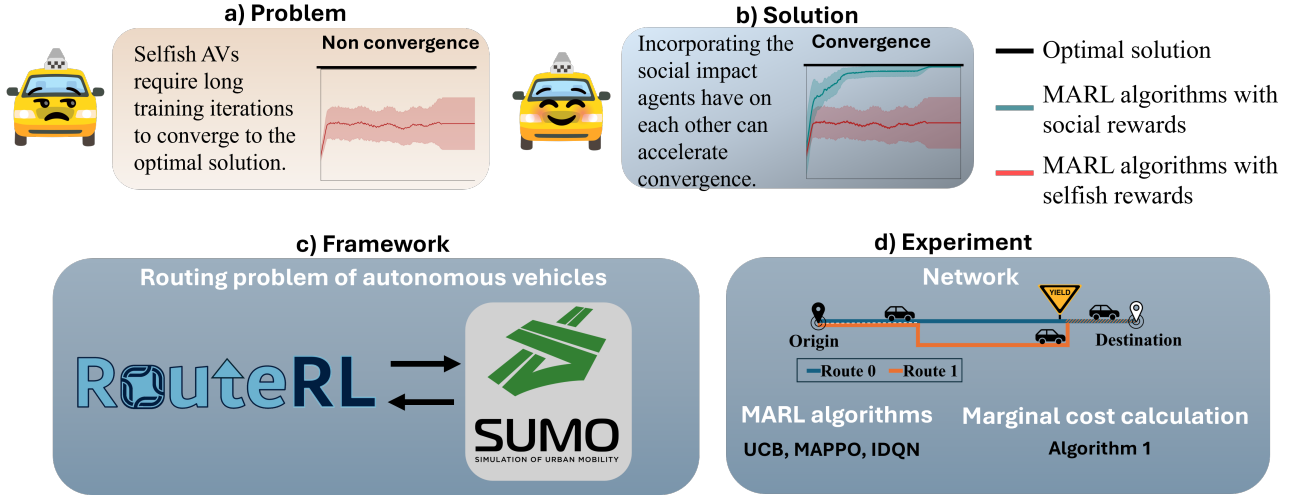 a) Problem
Selfish AVs
require long
training iterations
to converge to the
optimal solution.
Non convergence
b) Solution
Incorporating the
social impact
agents have on
each other can
accelerate
convergence.
Convergence
Optimal solution
MARL algorithms with
social rewards
MARL algorithms with
selfish rewards
c) Framework
Routing problem of autonomous vehicles
RouteRL
SUMO
SIMULATION OF URBAN MOBILITY
d) Experiment
Network
YIELD
Origin
Destination
Route 0 Route 1
MARL algorithms
UCB, MAPPO, IDQN
Marginal cost calculation
Algorithm 1